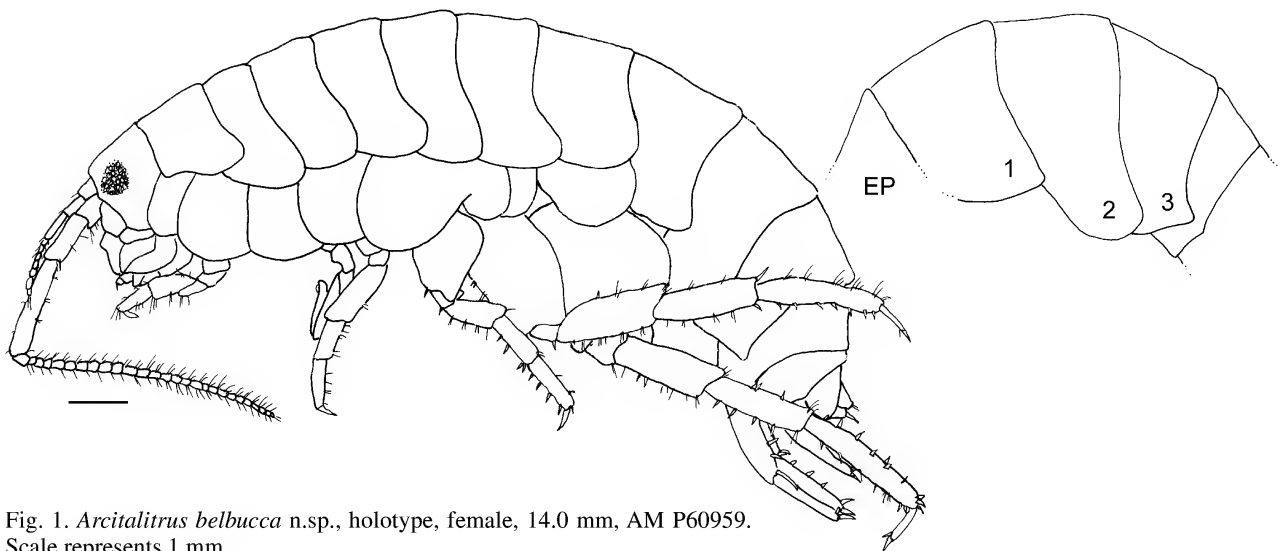 EP
1
2
3
Fig. 1. Arcitalitrus belbucca n.sp., holotype, female, 14.0 mm, AM P60959.
Scale represents 1 mm